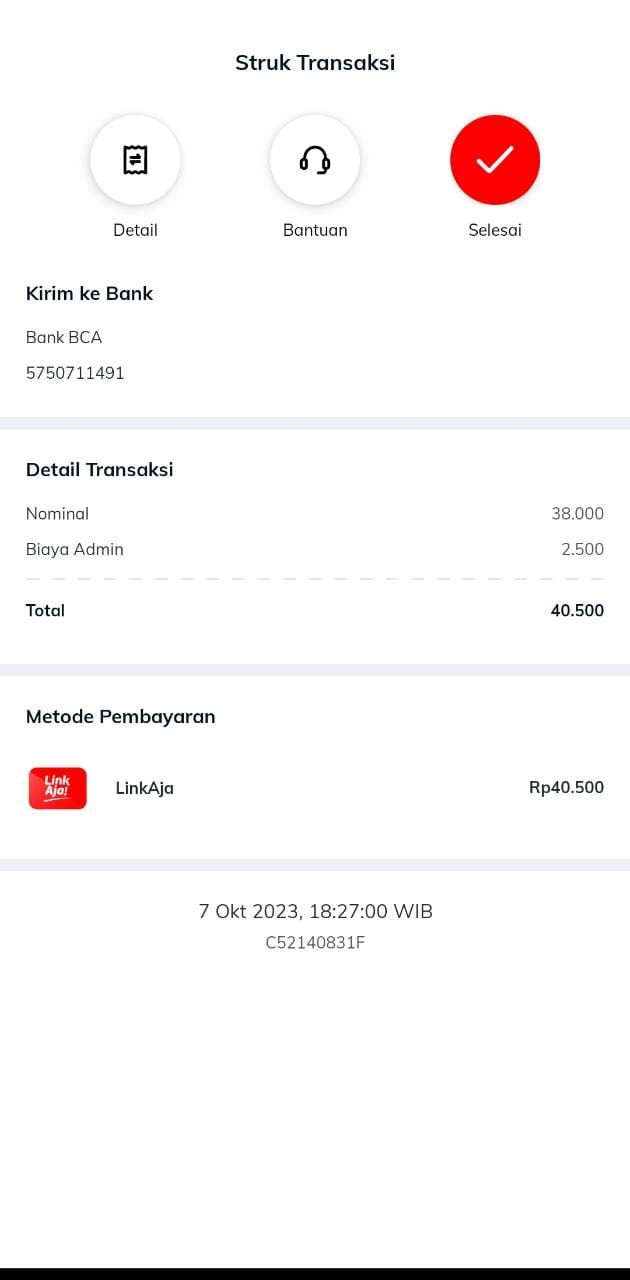 Struk Transaksi
Detail
Bantuan
Selesai
Kirim ke Bank
Bank BCA
5750711491
Detail Transaksi
Nominal 38.000
Biaya Admin 2.500
Total 40.500
Metode Pembayaran
Link
Aja!
LinkAja Rp40.500
7 Okt 2023, 18:27:00 WIB
C52140831F